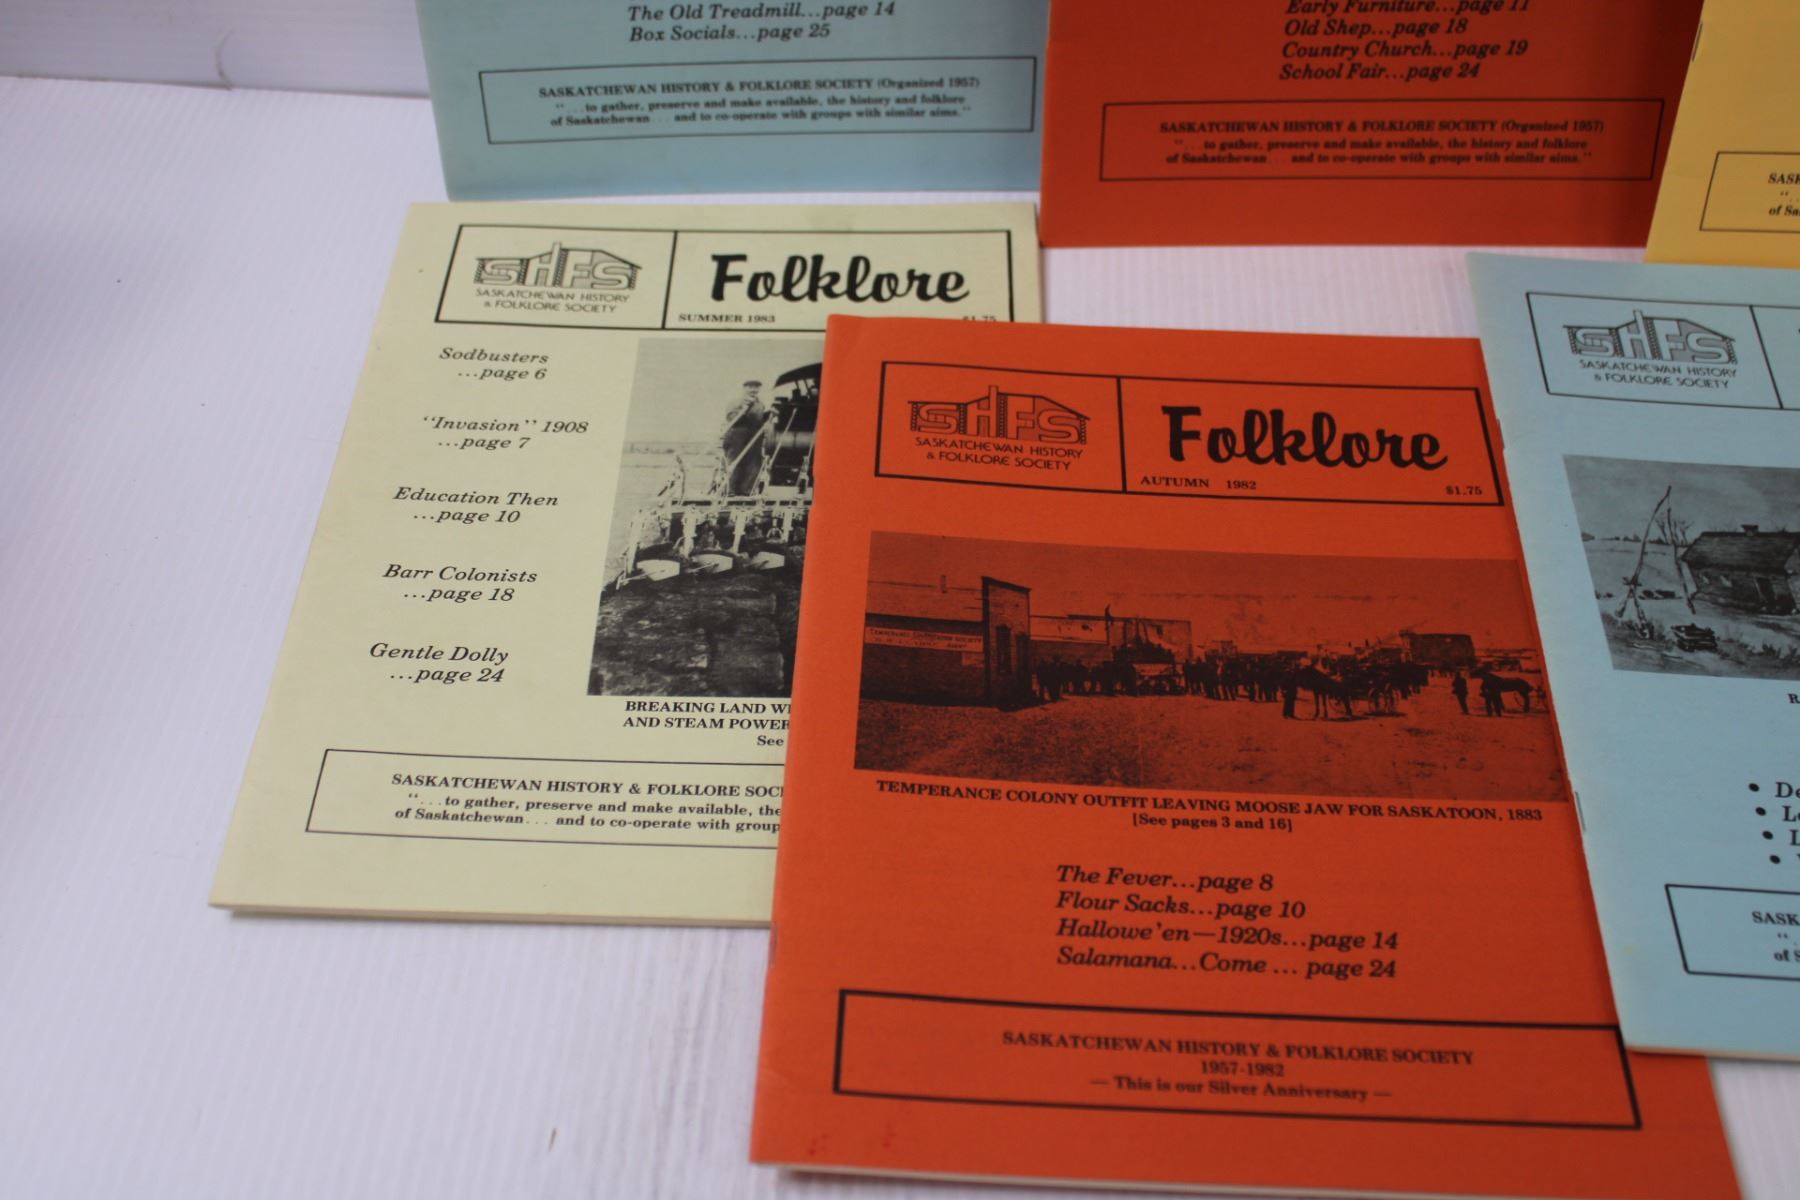 The Old Treadmill...page 14
Box Socials...page 25
SASKATCHEWAN HISTORY & FOLKLORE SOCIETY (Organized 1957)
"...to gather, preserve and make available, the history and folklore
of Saskatchewan... and to co-operate with groups with similar aims."
Early Furniture...page 11
Old Shep...page 18
Country Church...page 19
School Fair...page 24
SASKATCHEWAN HISTORY & FOLKLORE SOCIETY (Organized 1957)
"...to gather, preserve and make available, the history and folklore
of Saskatchewan... and to co-operate with groups with similar aims."
SHFS
SASKATCHEWAN HISTORY
& FOLKLORE SOCIETY
Folklore
SUMMER 1983
$1.75
Sodbusters
...page 6
"Invasion" 1908
...page 7
Education Then
...page 10
Barr Colonists
...page 18
Gentle Dolly
...page 24
BREAKING LAND
AND STEAM POWER
See
SASKATCHEWAN HISTORY & FOLKLORE SOC
"...to gather, preserve and make available, the
of Saskatchewan... and to co-operate with group
SHFS
SASKATCHEWAN HISTORY
& FOLKLORE SOCIETY
Folklore
AUTUMN 1982
$1.75
TEMPERANCE COLONIZATION SOCIETY
TEMPERANCE COLONY OUTFIT LEAVING MOOSE JAW FOR SASKATOON, 1883
[See pages 3 and 16]
The Fever...page 8
Flour Sacks...page 10
Hallowe'en—1920s...page 14
Salamana...Come ... page 24
SASKATCHEWAN HISTORY & FOLKLORE SOCIETY
1957-1982
— This is our Silver Anniversary —
SHFS
SASKATCHEWAN HISTORY
& FOLKLORE SOCIETY